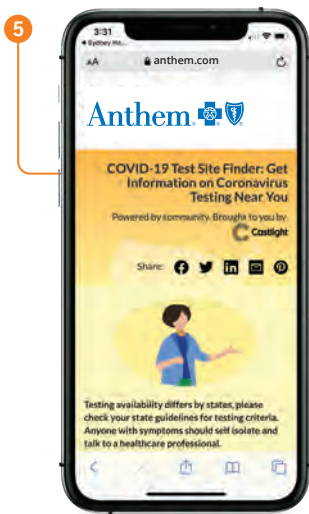 5
3:31
Sydney He...
AA anthem.com
Anthem
COVID-19 Test Site Finder: Get
Information on Coronavirus
Testing Near You
Powered by community. Brought to you by
Castlight
Share:
Testing availability differs by states, please
check your state guidelines for testing criteria.
Anyone with symptoms should self isolate and
talk to a healthcare professional.